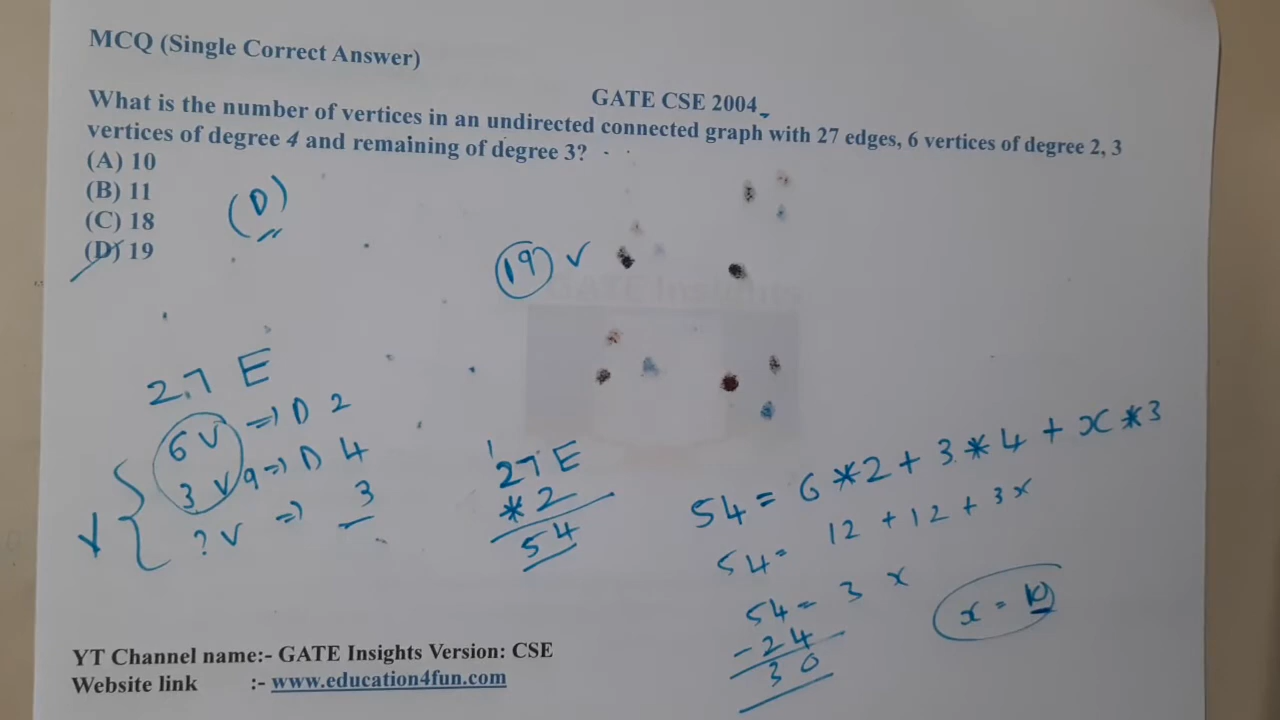 MCQ (Single Correct Answer)
GATE CSE 2004
What is the number of vertices in an undirected connected graph with 27 edges, 6 vertices of degree 2, 3
vertices of degree 4 and remaining of degree 3?
(A) 10
(B) 11
(C) 18
(D) 19
(D)
19
27 E
6 V => D 2
3 V 9 => D 4
? V => 3
V
27 E
* 2
54
54 = 6 * 2 + 3 * 4 + x * 3
54 = 12 + 12 + 3x
54 = 3 x
- 24
30
x = 10
GATE Insights
YT Channel name:- GATE Insights Version: CSE
Website link :- www.education4fun.com